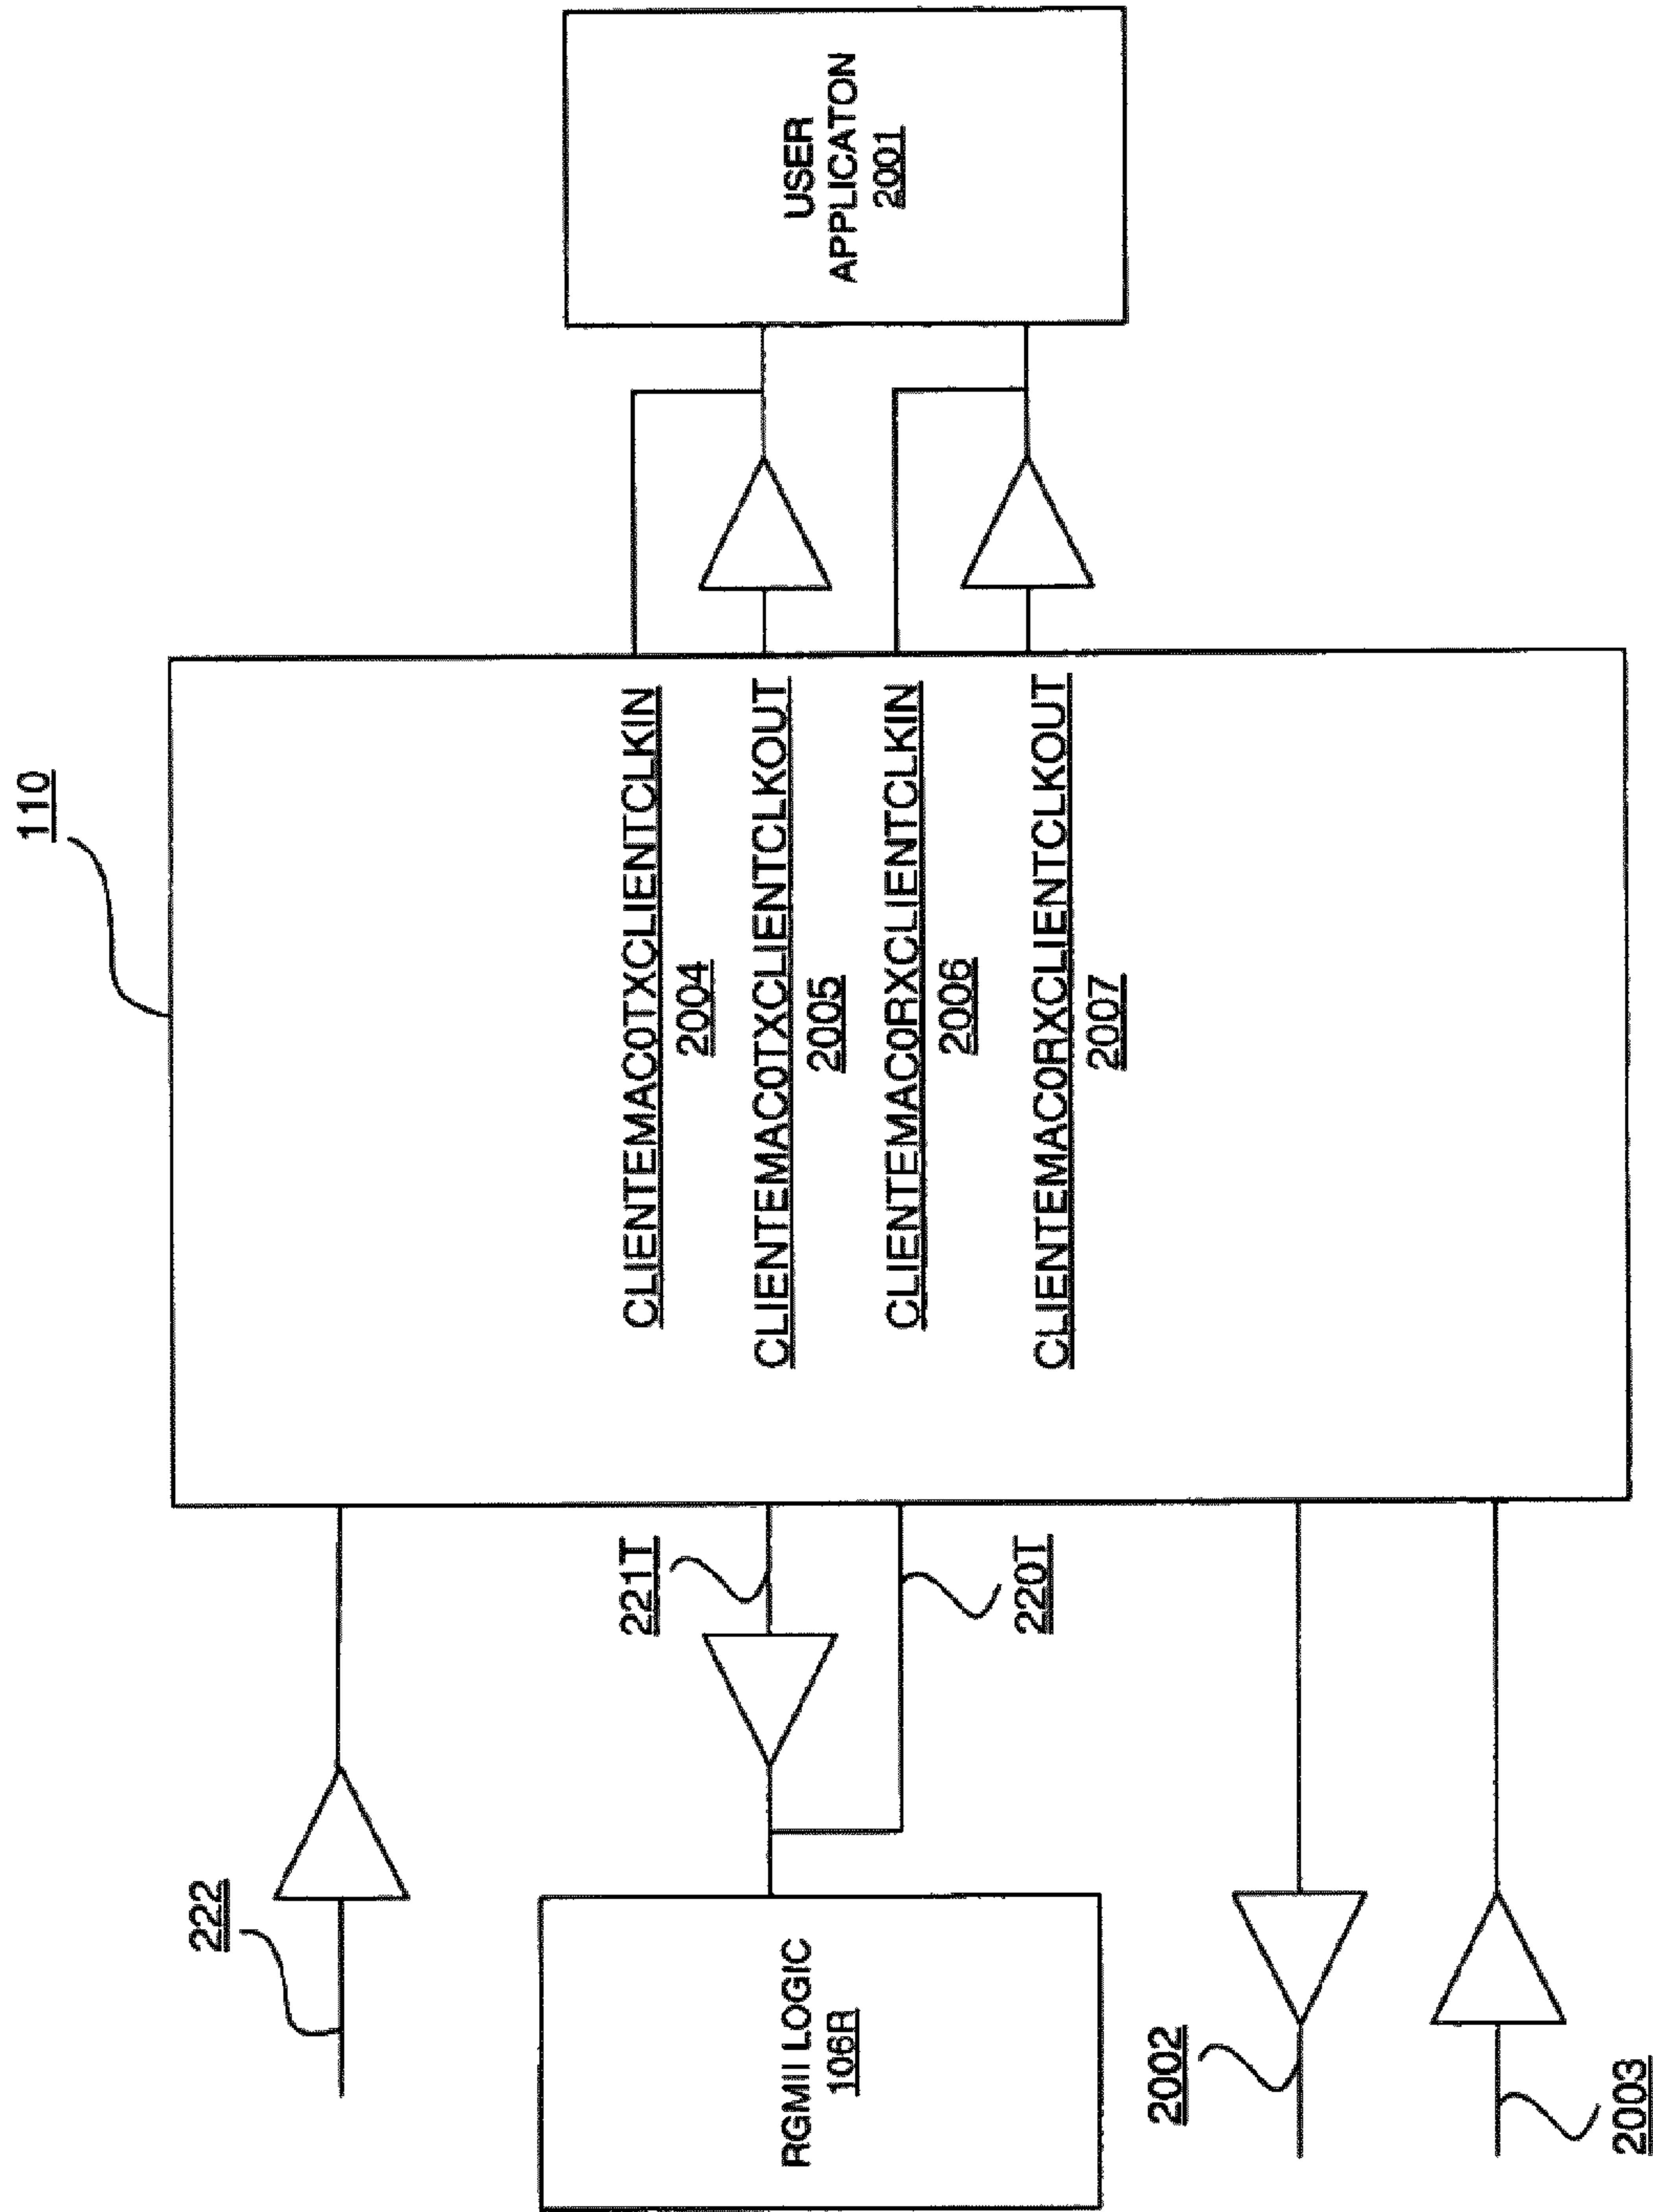 110
222
221T
220T
RGMII LOGIC
106R
2002
2003
CLIENTEMAC0TXCLIENTCLKIN
2004
CLIENTEMAC0TXCLIENTCLKOUT
2005
CLIENTEMAC0RXCLIENTCLKIN
2006
CLIENTEMAC0RXCLIENTCLKOUT
2007
USER
APPLICATON
2001